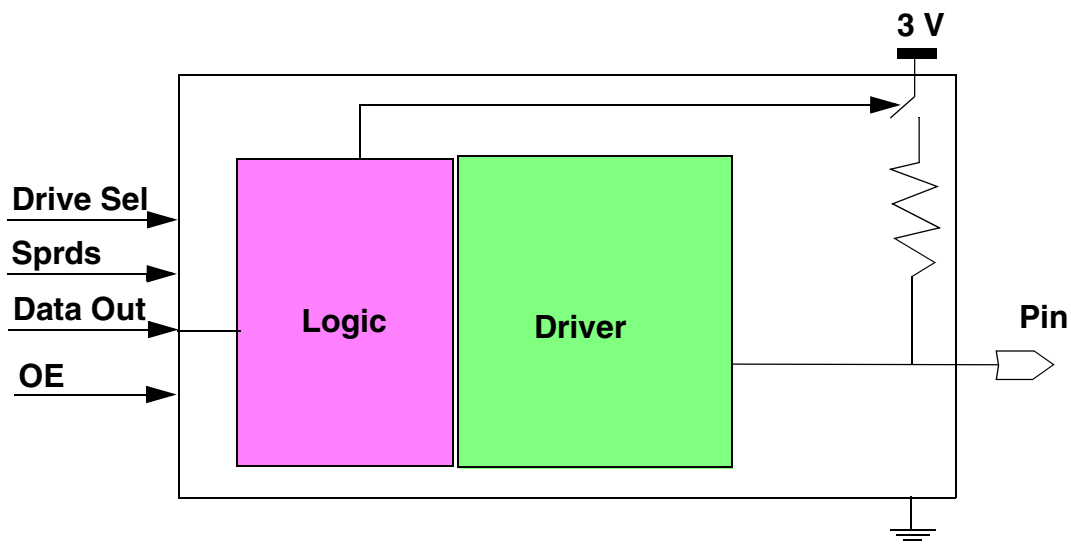 3 V
Drive Sel
Sprds
Data Out
OE
Logic
Driver
Pin